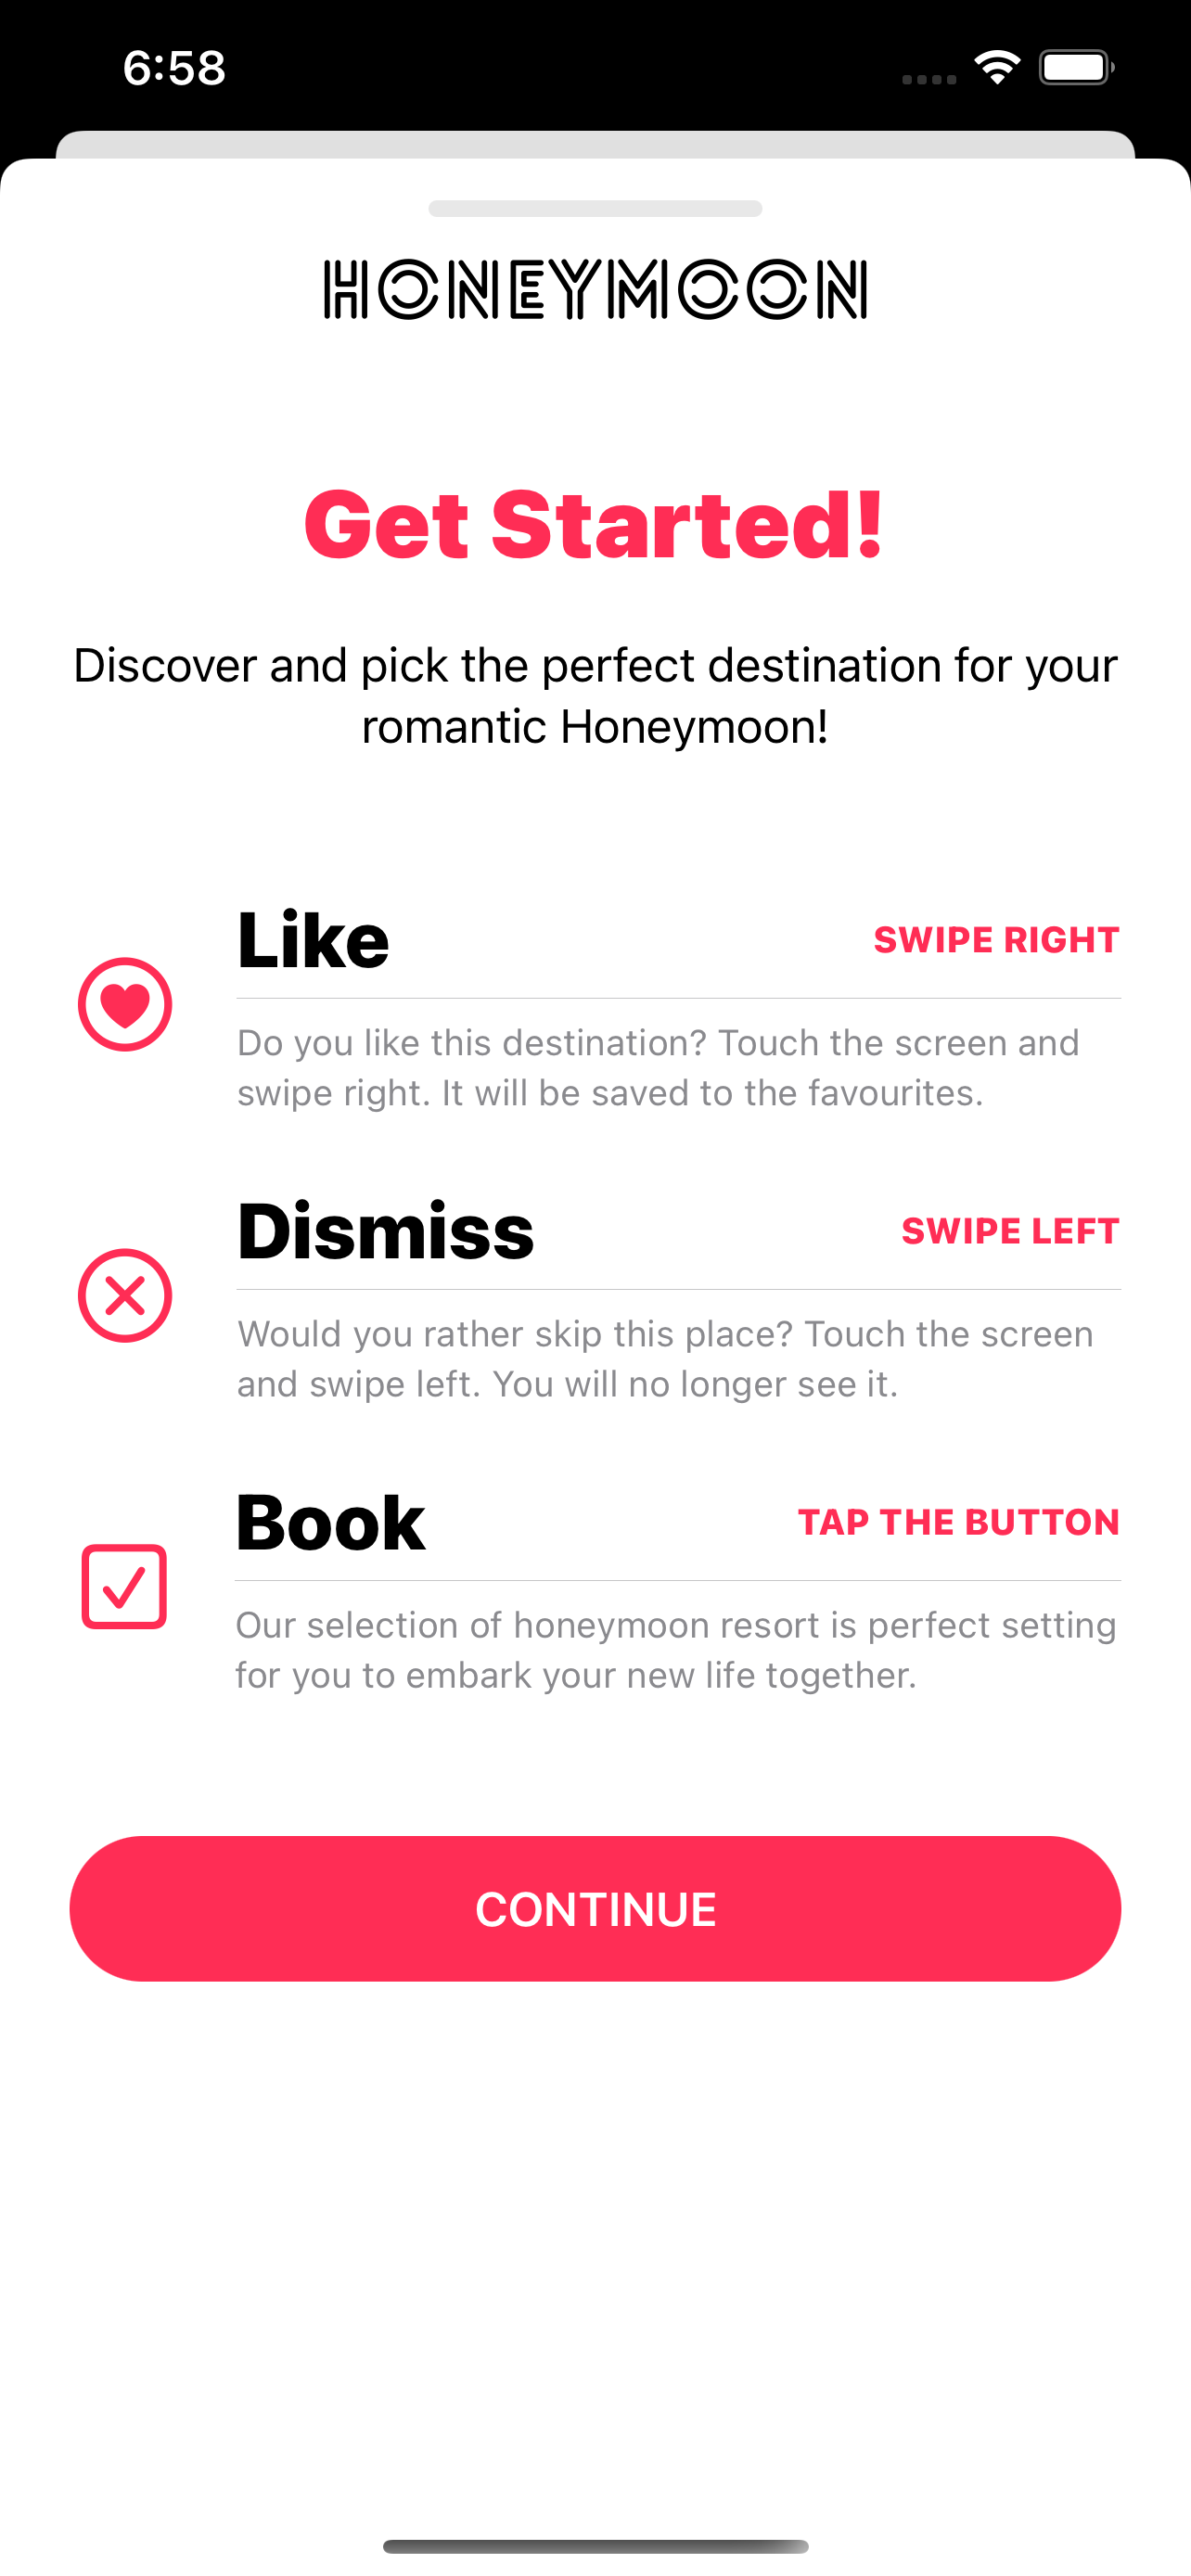 6:58
HONEYMOON
Get Started!
Discover and pick the perfect destination for your
romantic Honeymoon!
Like SWIPE RIGHT
Do you like this destination? Touch the screen and
swipe right. It will be saved to the favourites.
Dismiss SWIPE LEFT
Would you rather skip this place? Touch the screen
and swipe left. You will no longer see it.
Book TAP THE BUTTON
Our selection of honeymoon resort is perfect setting
for you to embark your new life together.
CONTINUE